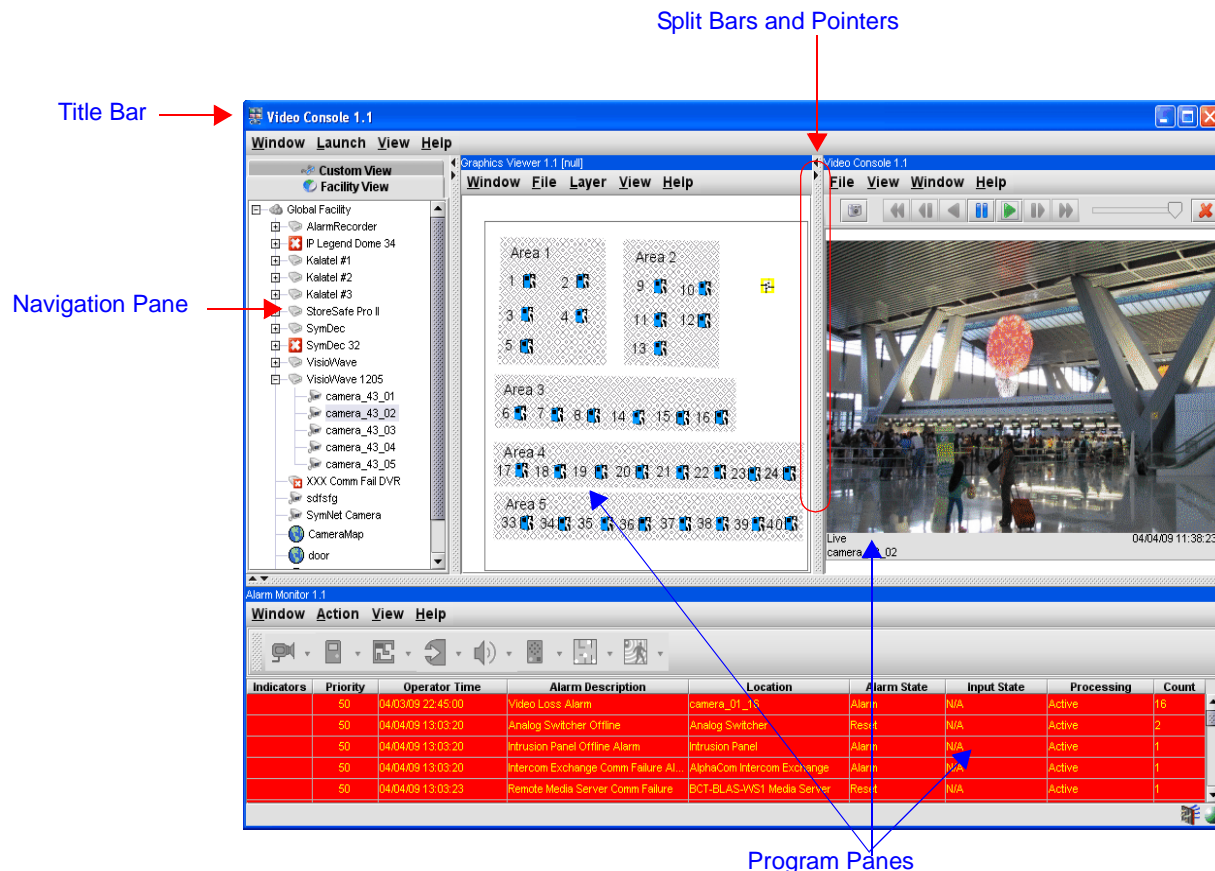 Split Bars and Pointers
Title Bar
Video Console 1.1
Window Launch View Help
Custom View
Facility View
Global Facility
AlarmRecorder
IP Legend Dome 34
Kalatel #1
Kalatel #2
Kalatel #3
StoreSafe Pro II
SymDec
SymDec 32
VisioWave
VisioWave 1205
camera_43_01
camera_43_02
camera_43_03
camera_43_04
camera_43_05
XXX Comm Fail DVR
sdfsfg
SymNet Camera
CameraMap
door
Navigation Pane
Graphics Viewer 1.1 [null]
Window File Layer View Help
Area 1
1 2
3 4
5
Area 2
9 10
11 12
13
Area 3
6 7 8 14 15 16
Area 4
17 18 19 20 21 22 23 24
Area 5
33 34 35 36 37 38 39 40
Video Console 1.1
File View Window Help
Live 04/04/09 11:38:23
Alarm Monitor 1.1
Window Action View Help
Indicators Priority Operator Time Alarm Description Location Alarm State Input State Processing Count
50 04/03/09 22:45:00 Video Loss Alarm camera_01_16 Alarm N/A Active 16
50 04/04/09 13:03:20 Analog Switcher Offline Analog Switcher Reset N/A Active 2
50 04/04/09 13:03:20 Intrusion Panel Offline Alarm Intrusion Panel Alarm N/A Active 1
50 04/04/09 13:03:20 Intercom Exchange Comm Failure Al... AlphaCom Intercom Exchange Alarm N/A Active 1
50 04/04/09 13:03:23 Remote Media Server Comm Failure BCT-BLAS-WS1 Media Server Reset N/A Active 1
Program Panes